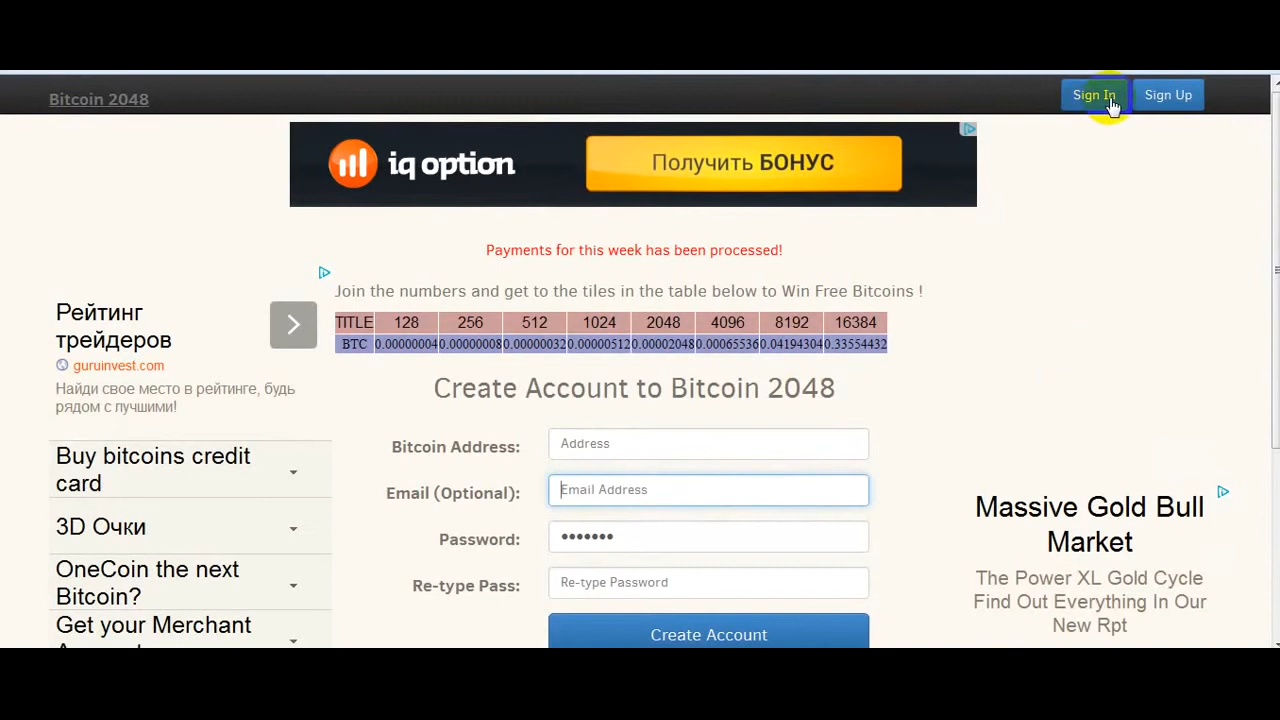 Bitcoin 2048
Sign In
Sign Up
iq option
Получить БОНУС
Payments for this week has been processed!
Join the numbers and get to the tiles in the table below to Win Free Bitcoins !
TITLE 128 256 512 1024 2048 4096 8192 16384
BTC 0.00000004 0.00000008 0.00000032 0.00000512 0.00002048 0.00065536 0.04194304 0.33554432
Рейтинг
трейдеров
guruinvest.com
Найди свое место в рейтинге, будь
рядом с лучшими!
Buy bitcoins credit
card
3D Очки
OneCoin the next
Bitcoin?
Get your Merchant
Create Account to Bitcoin 2048
Bitcoin Address: Address
Email (Optional): Email Address
Password: •••••••
Re-type Pass: Re-type Password
Create Account
Massive Gold Bull
Market
The Power XL Gold Cycle
Find Out Everything In Our
New Rpt